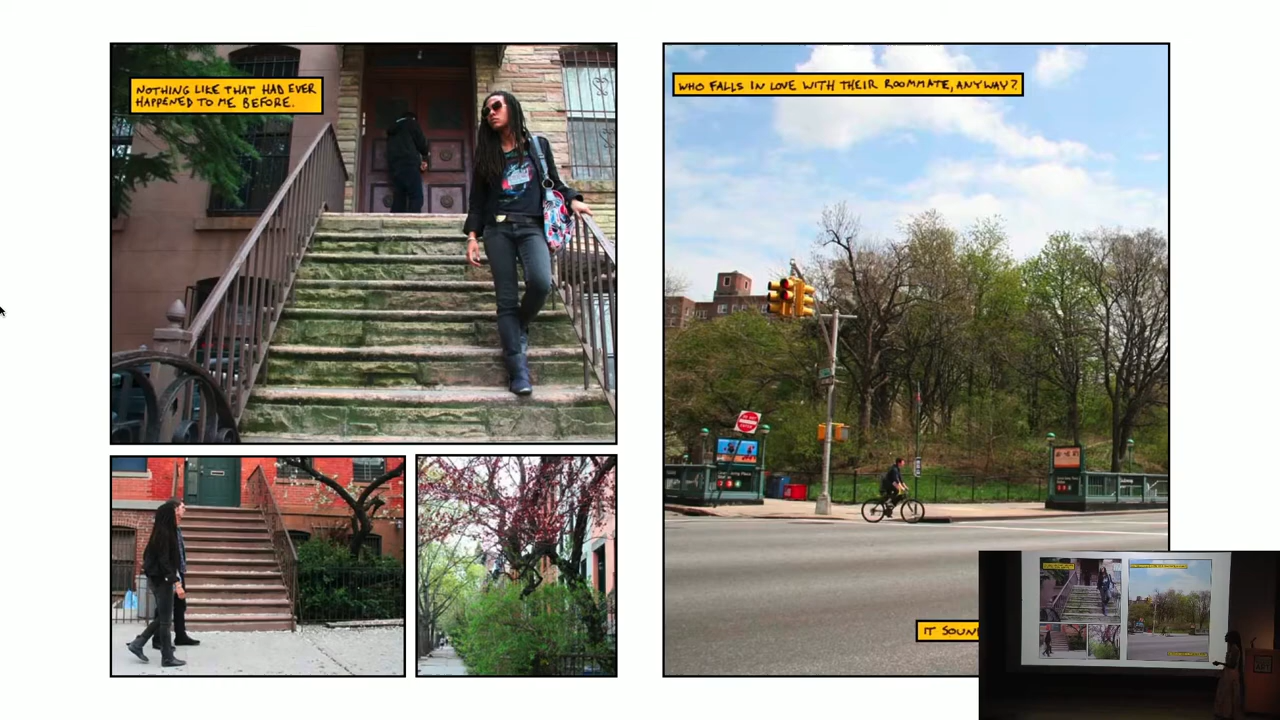 NOTHING LIKE THAT HAD EVER
HAPPENED TO ME BEFORE.
WHO FALLS IN LOVE WITH THEIR ROOMMATE, ANYWAY?
IT SOUN